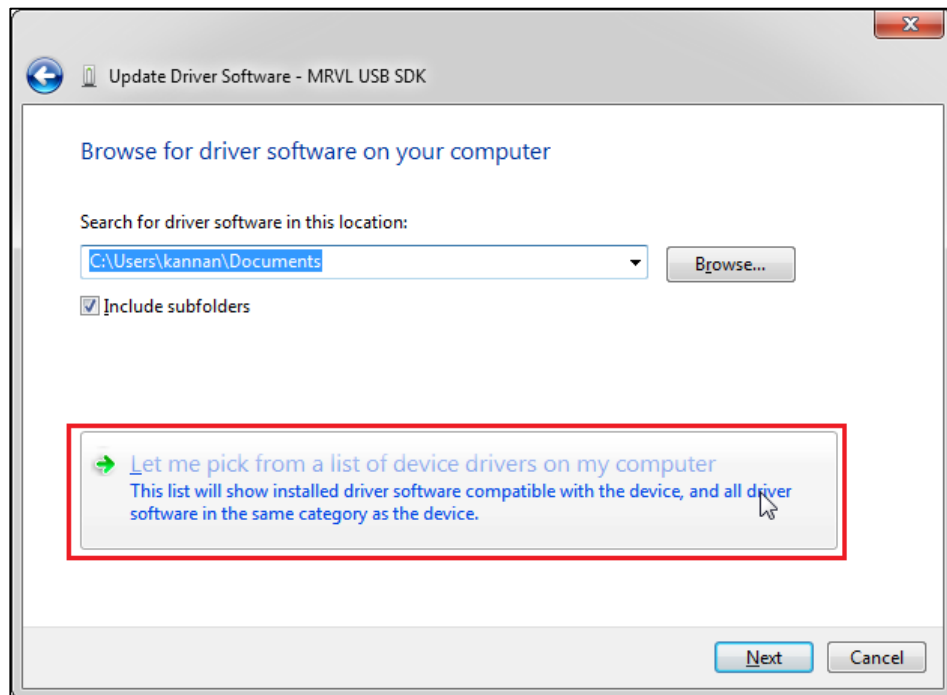 Update Driver Software - MRVL USB SDK
Browse for driver software on your computer
Search for driver software in this location:
C:\Users\kannan\Documents
Browse...
Include subfolders
Let me pick from a list of device drivers on my computer
This list will show installed driver software compatible with the device, and all driver
software in the same category as the device.
Next
Cancel